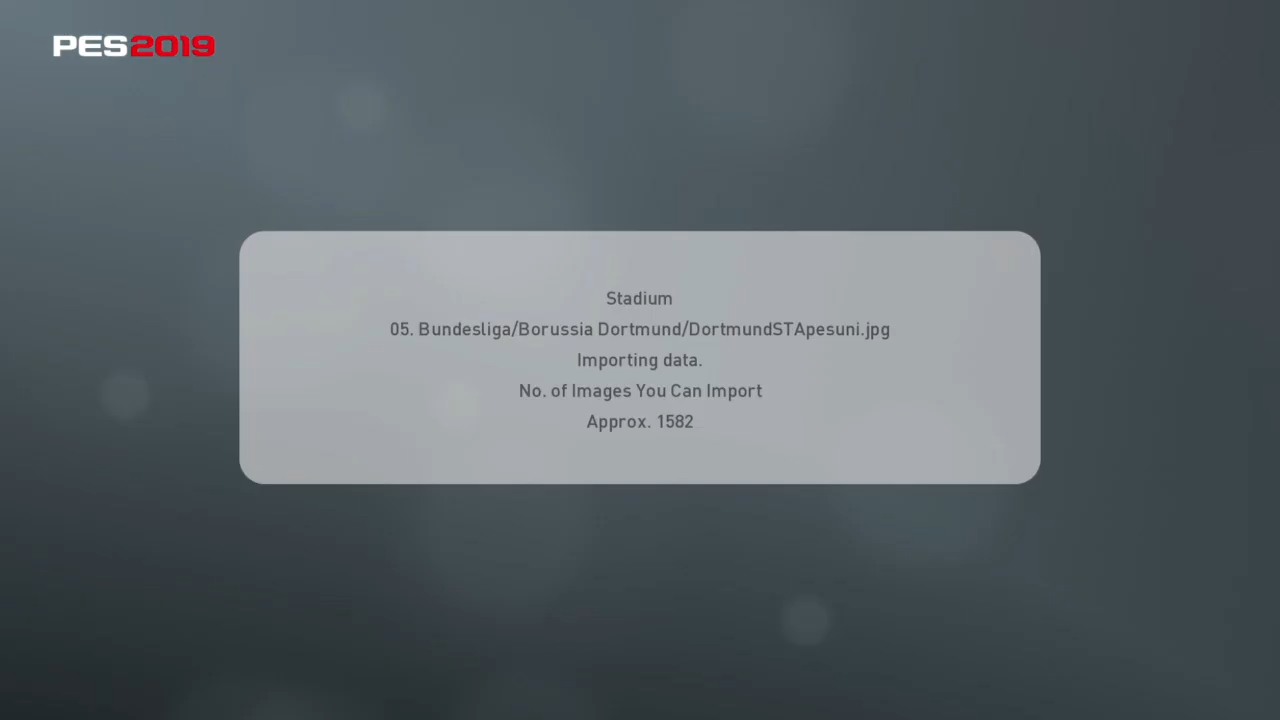 PES2019
Stadium
05. Bundesliga/Borussia Dortmund/DortmundSTApesuni.jpg
Importing data.
No. of Images You Can Import
Approx. 1582